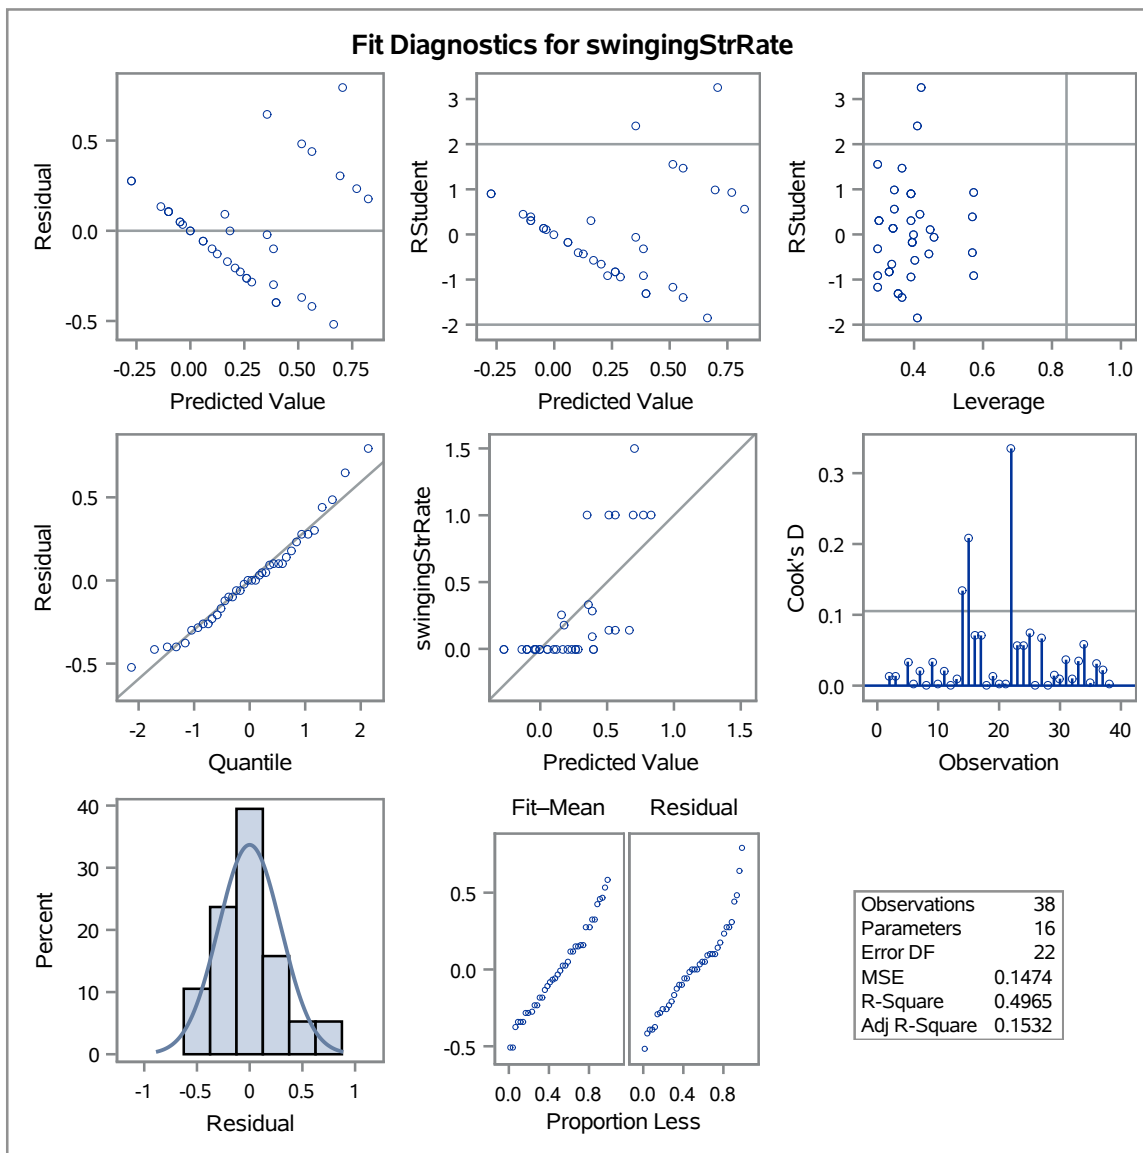 Fit Diagnostics for swingingStrRate
0.5
0.0
-0.5
Residual
-0.25 0.00 0.25 0.50 0.75
Predicted Value
3
2
1
0
-1
-2
RStudent
-0.25 0.00 0.25 0.50 0.75
Predicted Value
3
2
1
0
-1
-2
RStudent
0.4 0.6 0.8 1.0
Leverage
0.5
0.0
-0.5
Residual
-2 -1 0 1 2
Quantile
1.5
1.0
0.5
0.0
swingingStrRate
0.0 0.5 1.0 1.5
Predicted Value
0.3
0.2
0.1
0.0
Cook's D
0 10 20 30 40
Observation
40
30
20
10
0
Percent
-1 -0.5 0 0.5 1
Residual
Fit–Mean Residual
0.5
0.0
-0.5
0.0 0.4 0.8 0.0 0.4 0.8
Proportion Less
Observations 38
Parameters 16
Error DF 22
MSE 0.1474
R-Square 0.4965
Adj R-Square 0.1532